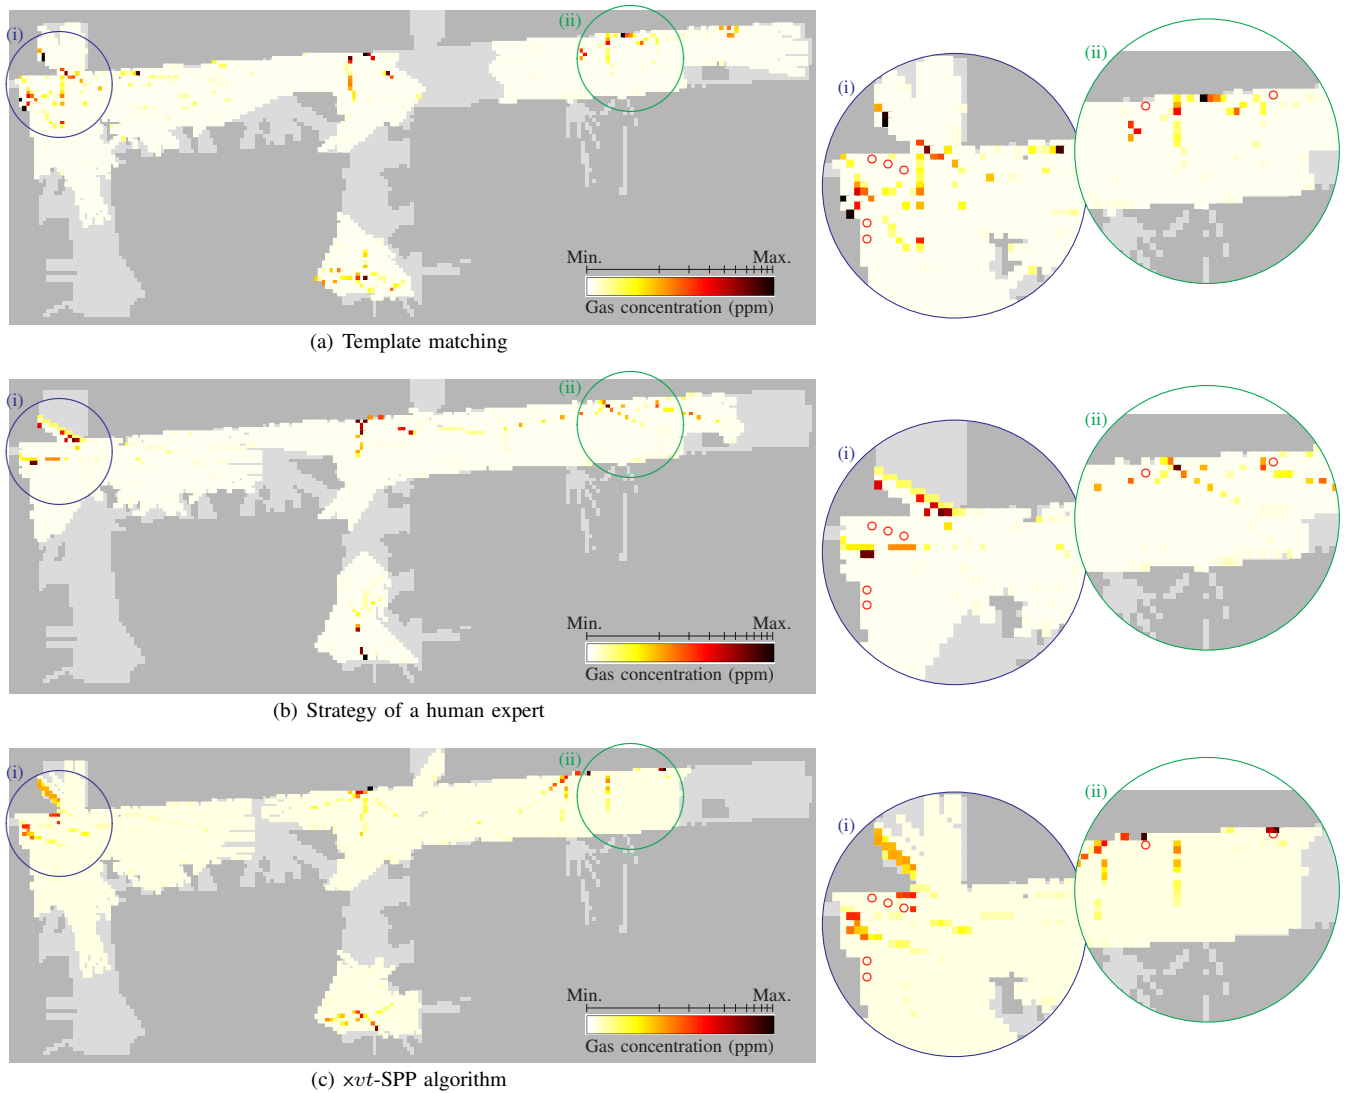 (i)
(ii)
(i)
(ii)
Min. Max.
Gas concentration (ppm)
(a) Template matching
(i)
(ii)
(i)
(ii)
Min. Max.
Gas concentration (ppm)
(b) Strategy of a human expert
(i)
(ii)
(i)
(ii)
Min. Max.
Gas concentration (ppm)
(c) xvt-SPP algorithm